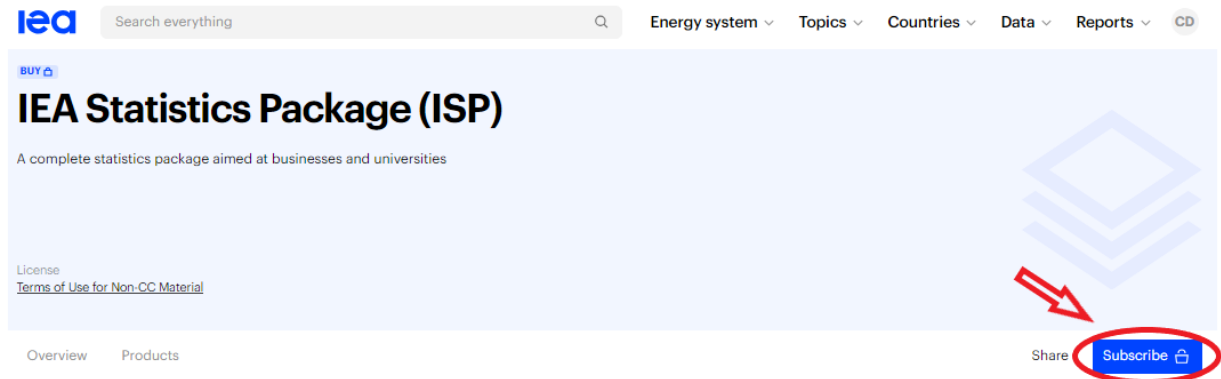 iea
Search everything
Energy system Topics Countries Data Reports CD
BUY
IEA Statistics Package (ISP)
A complete statistics package aimed at businesses and universities
License
Terms of Use for Non-CC Material
Overview Products Share Subscribe